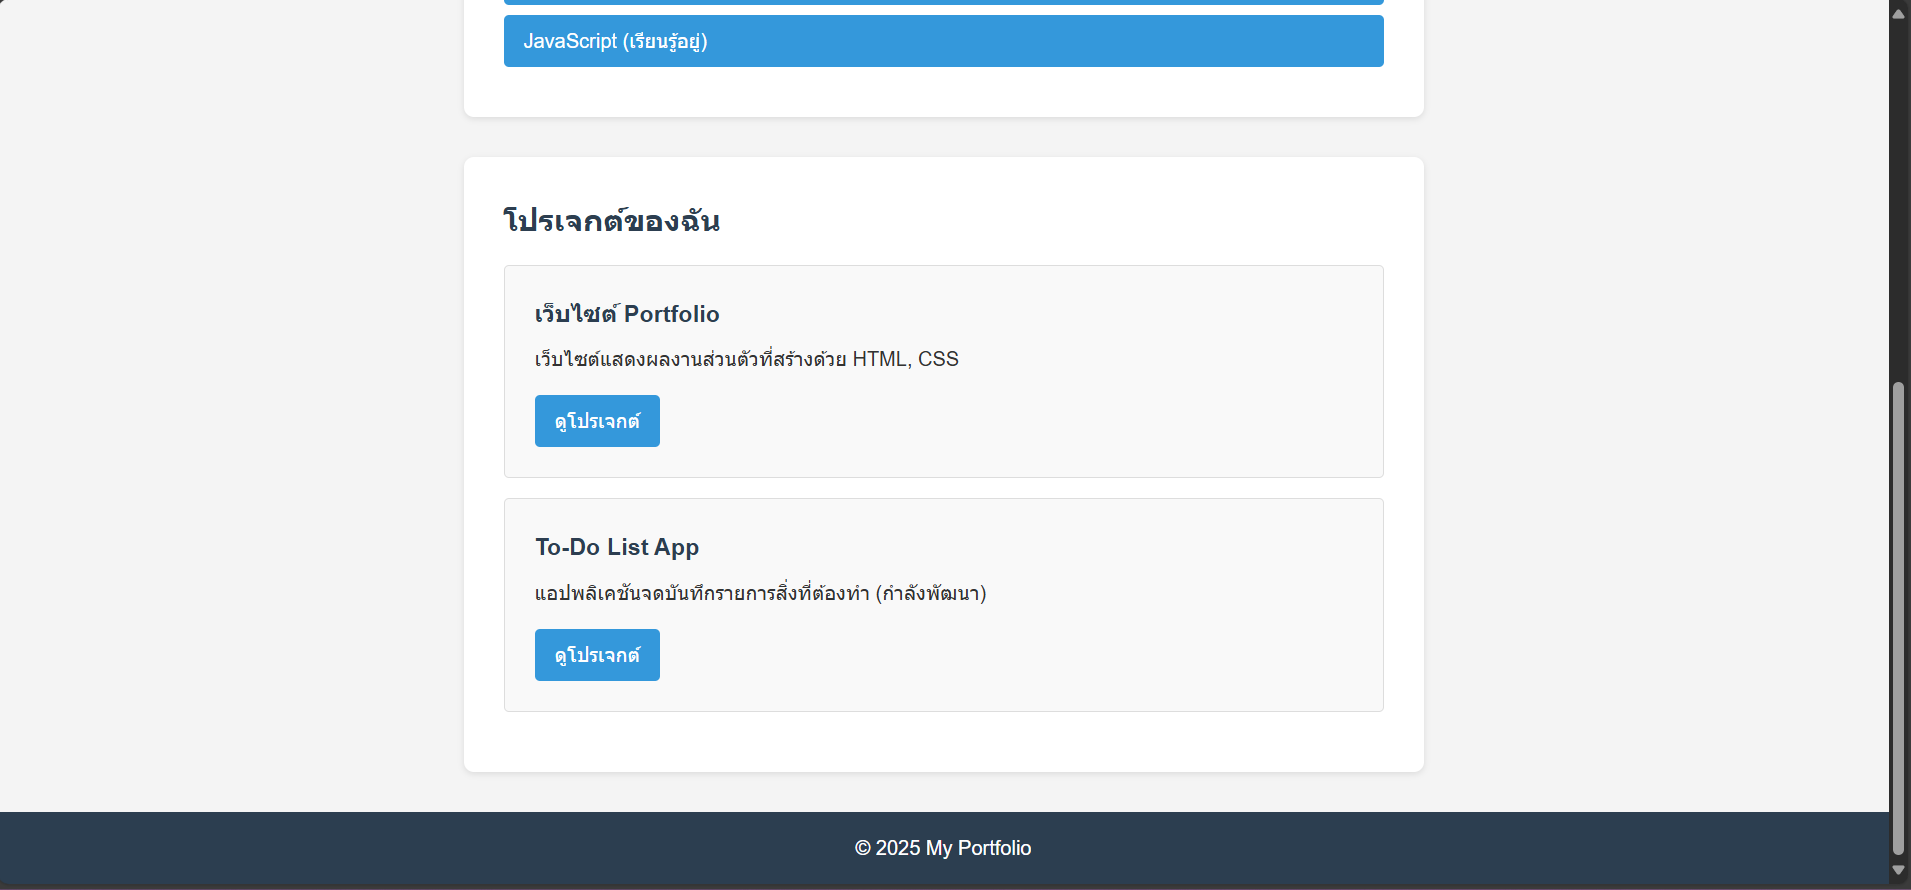 JavaScript (เรียนรู้อยู่)
โปรเจกต์ของฉัน
เว็บไซต์ Portfolio
เว็บไซต์แสดงผลงานส่วนตัวที่สร้างด้วย HTML, CSS
ดูโปรเจกต์
To-Do List App
แอปพลิเคชันจดบันทึกรายการสิ่งที่ต้องทำ (กำลังพัฒนา)
ดูโปรเจกต์
© 2025 My Portfolio